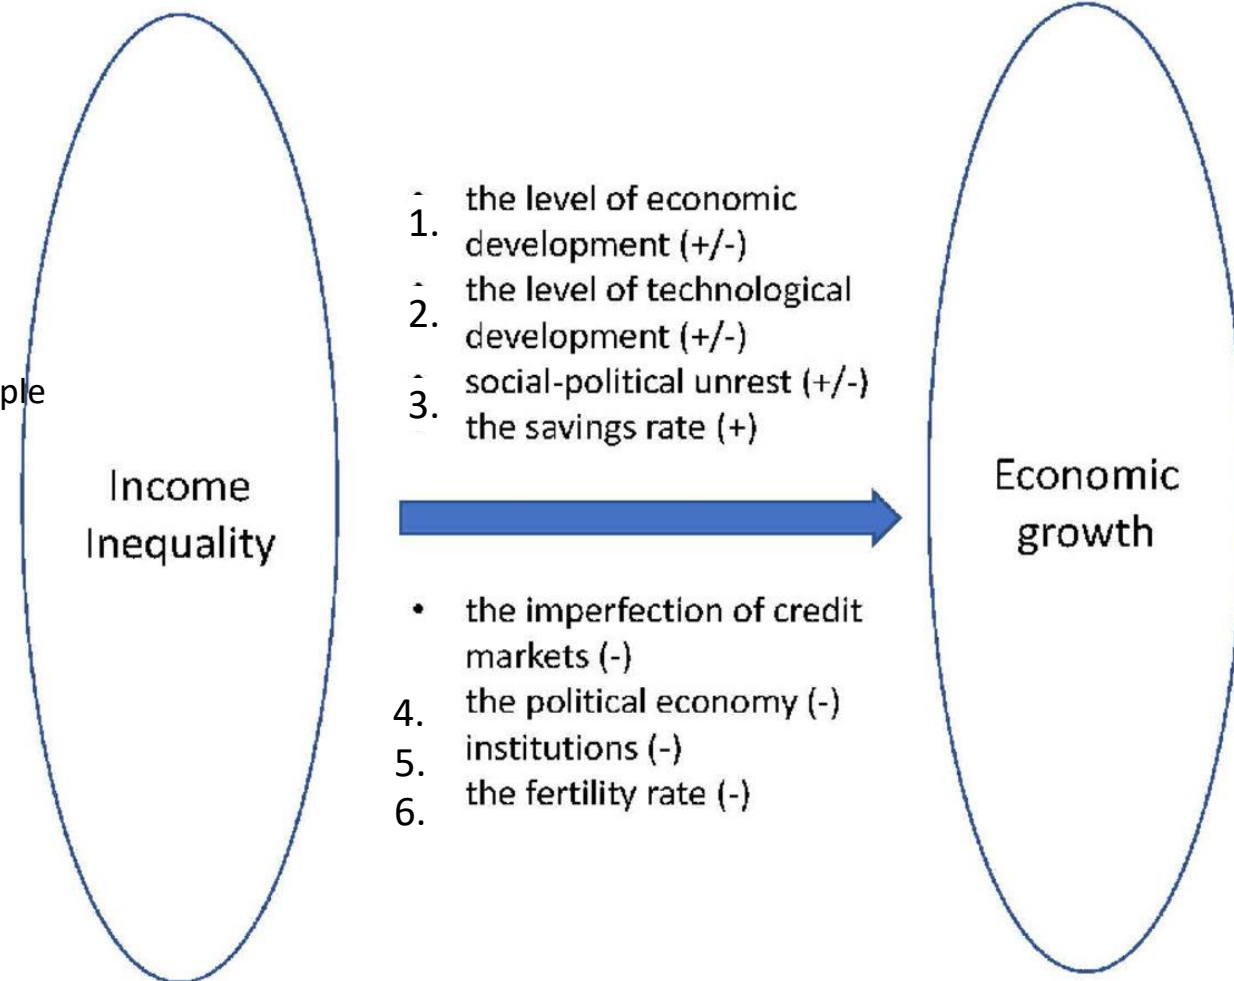 1. the level of economic
development (+/-)
2. the level of technological
development (+/-)
3. social-political unrest (+/-)
the savings rate (+)
ple
Income
Inequality
Economic
growth
• the imperfection of credit
markets (-)
4. the political economy (-)
5. institutions (-)
6. the fertility rate (-)